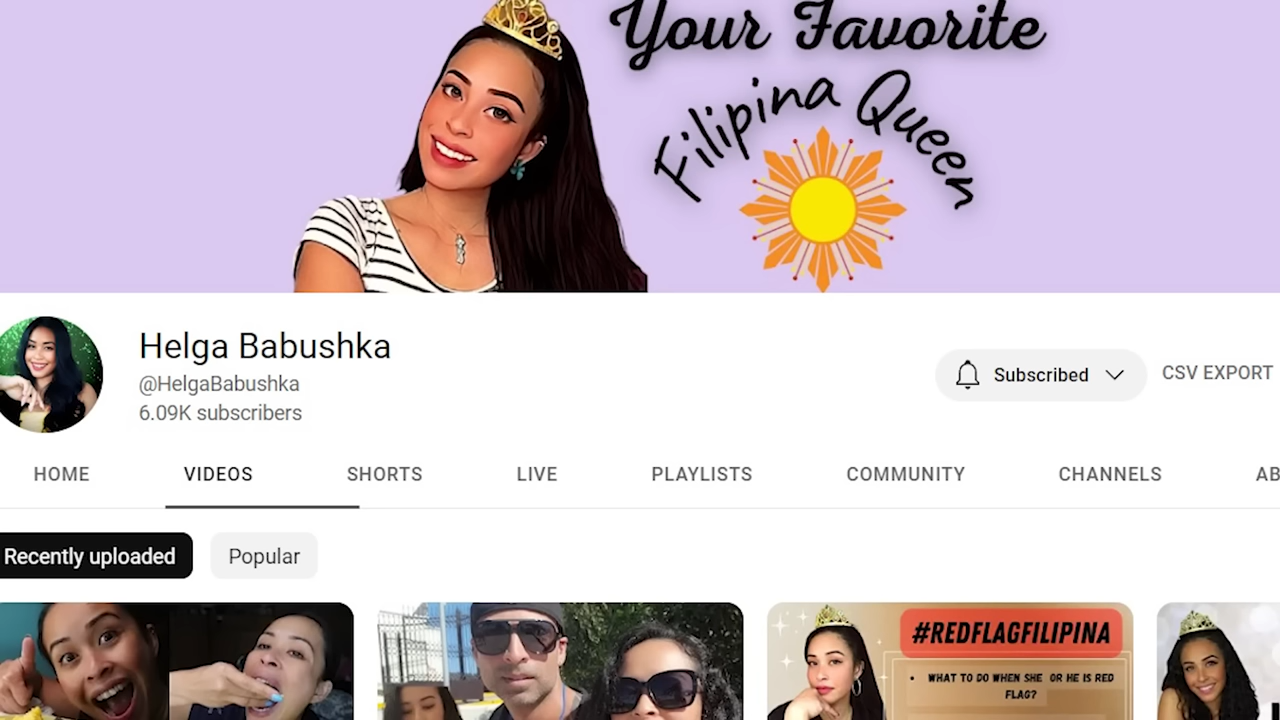 Your Favorite
Filipina Queen
Helga Babushka
@HelgaBabushka
6.09K subscribers
Subscribed
CSV EXPORT
HOME
VIDEOS
SHORTS
LIVE
PLAYLISTS
COMMUNITY
CHANNELS
AB
Recently uploaded
Popular
#REDFLAGFILIPINA
• WHAT TO DO WHEN SHE OR HE IS RED
FLAG?